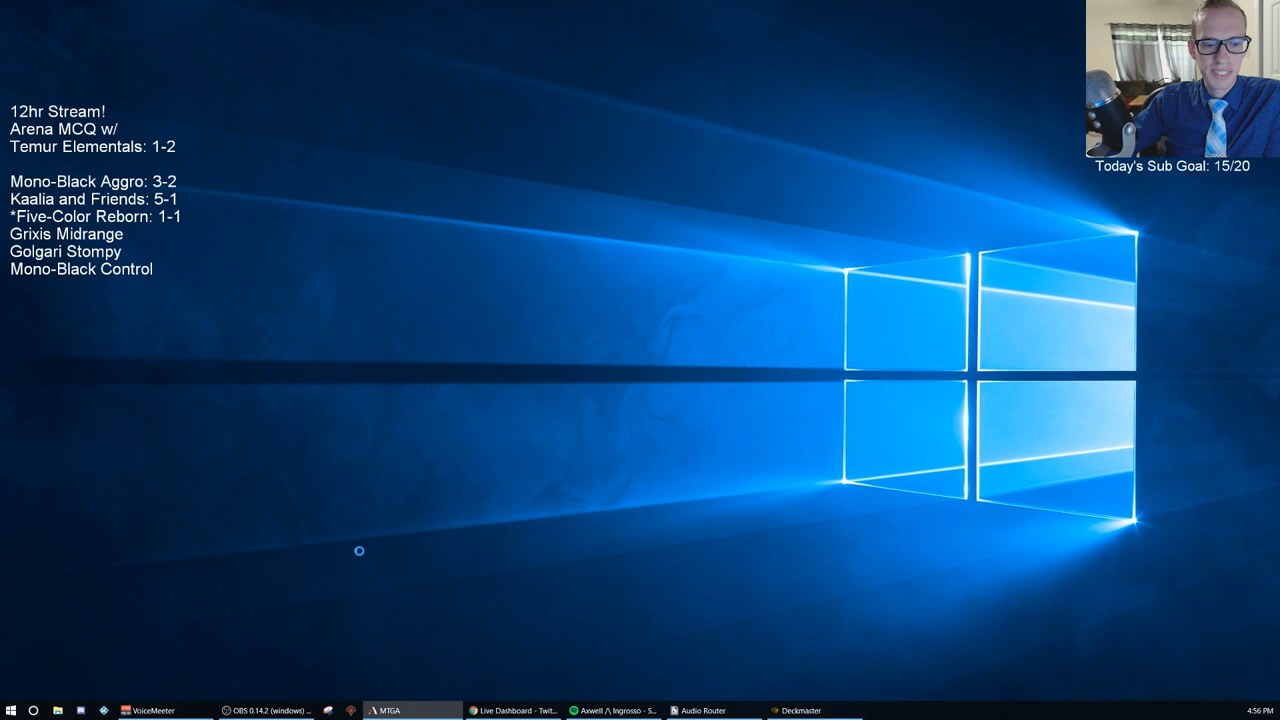 12hr Stream!
Arena MCQ w/
Temur Elementals: 1-2
Mono-Black Aggro: 3-2
Kaalia and Friends: 5-1
*Five-Color Reborn: 1-1
Grixis Midrange
Golgari Stompy
Mono-Black Control
Today's Sub Goal: 15/20
VoiceMeeter
OBS 0.14.2 (windows) ...
MTGA
Live Dashboard - Twit...
Axwell /\ Ingrosso - S...
Audio Router
Deckmaster
4:56 PM